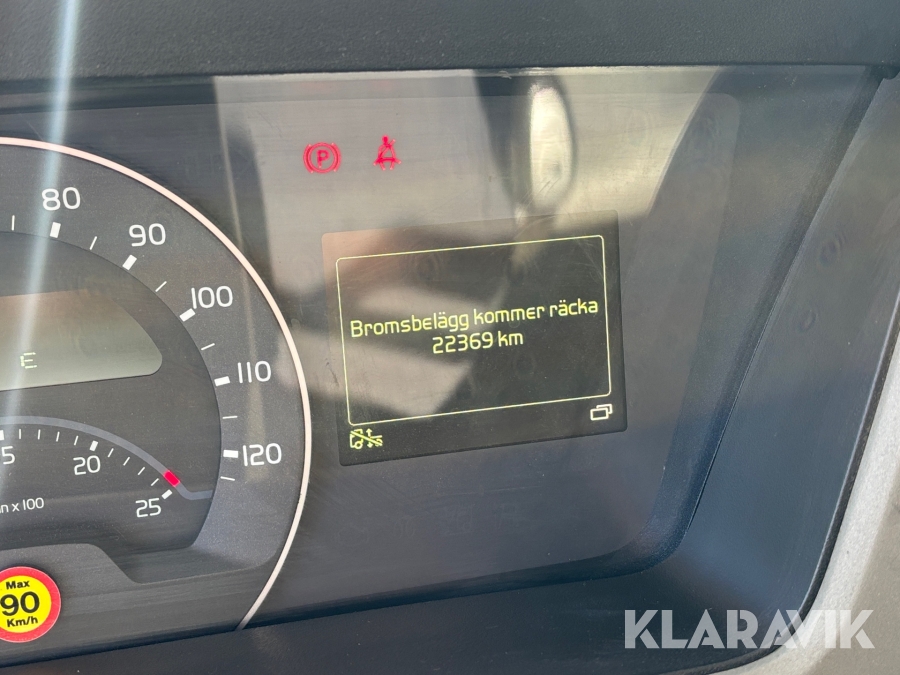 P
80
90
100
110
120
E
Bromsbelägg kommer räcka
22369 km
5
20
25
n x 100
Max
90
Km/h
KLARAVIK